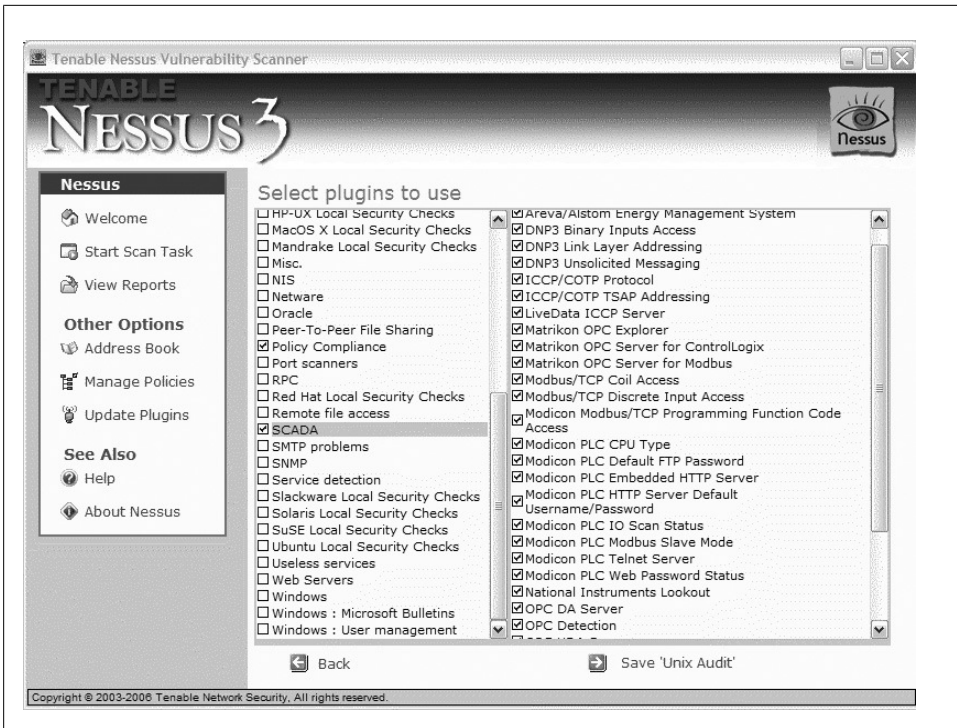 Tenable Nessus Vulnerability Scanner
TENABLE
NESSUS 3
Nessus
Nessus
Welcome
Start Scan Task
View Reports
Other Options
Address Book
Manage Policies
Update Plugins
See Also
Help
About Nessus
Select plugins to use
HP-UX Local Security Checks
MacOS X Local Security Checks
Mandrake Local Security Checks
Misc.
NIS
Netware
Oracle
Peer-To-Peer File Sharing
Policy Compliance
Port scanners
RPC
Red Hat Local Security Checks
Remote file access
SCADA
SMTP problems
SNMP
Service detection
Slackware Local Security Checks
Solaris Local Security Checks
SuSE Local Security Checks
Ubuntu Local Security Checks
Useless services
Web Servers
Windows
Windows : Microsoft Bulletins
Windows : User management
Areva/Alstom Energy Management System
DNP3 Binary Inputs Access
DNP3 Link Layer Addressing
DNP3 Unsolicited Messaging
ICCP/COTP Protocol
ICCP/COTP TSAP Addressing
LiveData ICCP Server
Matrikon OPC Explorer
Matrikon OPC Server for ControlLogix
Matrikon OPC Server for Modbus
Modbus/TCP Coil Access
Modbus/TCP Discrete Input Access
Modicon Modbus/TCP Programming Function Code
Access
Modicon PLC CPU Type
Modicon PLC Default FTP Password
Modicon PLC Embedded HTTP Server
Modicon PLC HTTP Server Default
Username/Password
Modicon PLC IO Scan Status
Modicon PLC Modbus Slave Mode
Modicon PLC Telnet Server
Modicon PLC Web Password Status
National Instruments Lookout
OPC DA Server
OPC Detection
Back
Save 'Unix Audit'
Copyright © 2003-2006 Tenable Network Security, All rights reserved.